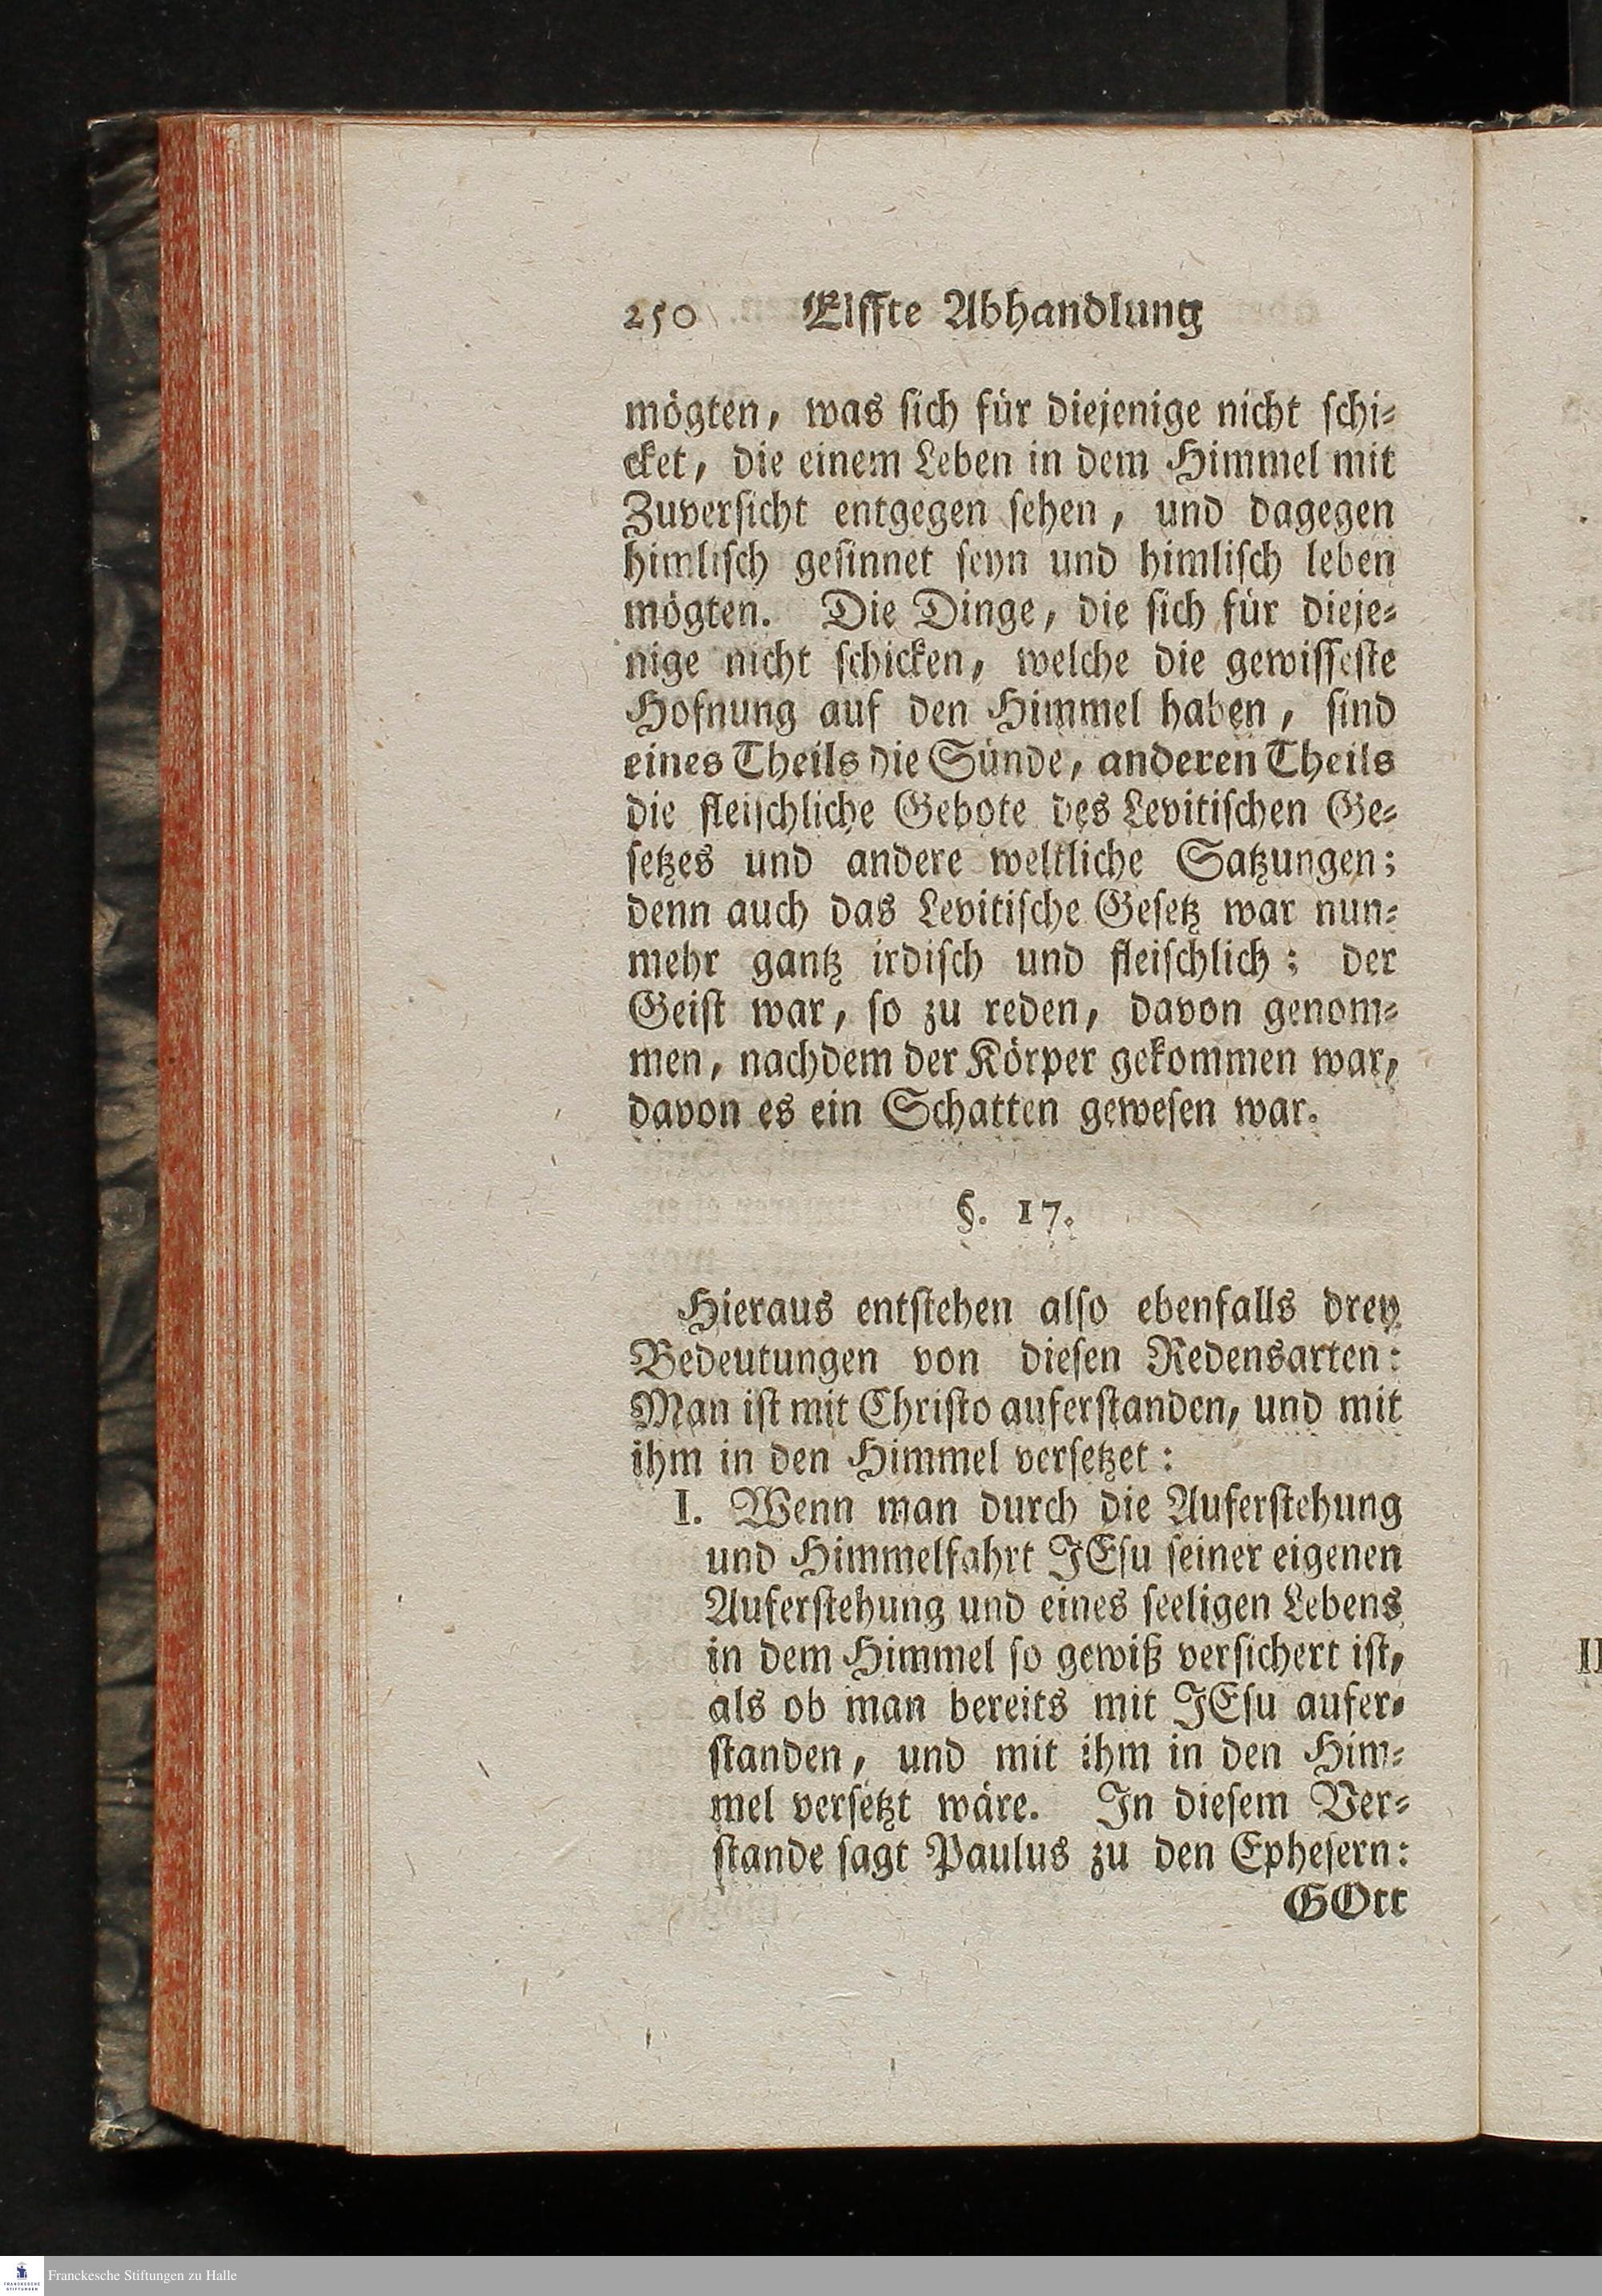 250 Elffte Abhandlung
mögten, was sich für diejenige nicht schi-
cket, die einem Leben in dem Himmel mit
Zuversicht entgegen sehen, und dagegen
himlisch gesinnet seyn und himlisch leben
mögten. Die Dinge, die sich für dieje-
nige nicht schicken, welche die gewisseste
Hofnung auf den Himmel haben, sind
eines Theils die Sünde, anderen Theils
die fleischliche Gebote des Levitischen Ge-
setzes und andere weltliche Satzungen;
denn auch das Levitische Gesetz war nun-
mehr gantz irdisch und fleischlich; der
Geist war, so zu reden, davon genom-
men, nachdem der Körper gekommen war,
davon es ein Schatten gewesen war.
§. 17.
Hieraus entstehen also ebenfalls drey
Bedeutungen von diesen Redensarten:
Man ist mit Christo auferstanden, und mit
ihm in den Himmel versetzet:
I. Wenn man durch die Auferstehung
und Himmelfahrt JEsu seiner eigenen
Auferstehung und eines seeligen Lebens
in dem Himmel so gewiß versichert ist,
als ob man bereits mit JEsu aufer-
standen, und mit ihm in den Him-
mel versetzt wäre. In diesem Ver-
stande sagt Paulus zu den Ephesern:
GOtt
II
FRANCKESCHE
STIFTUNGEN
Franckesche Stiftungen zu Halle